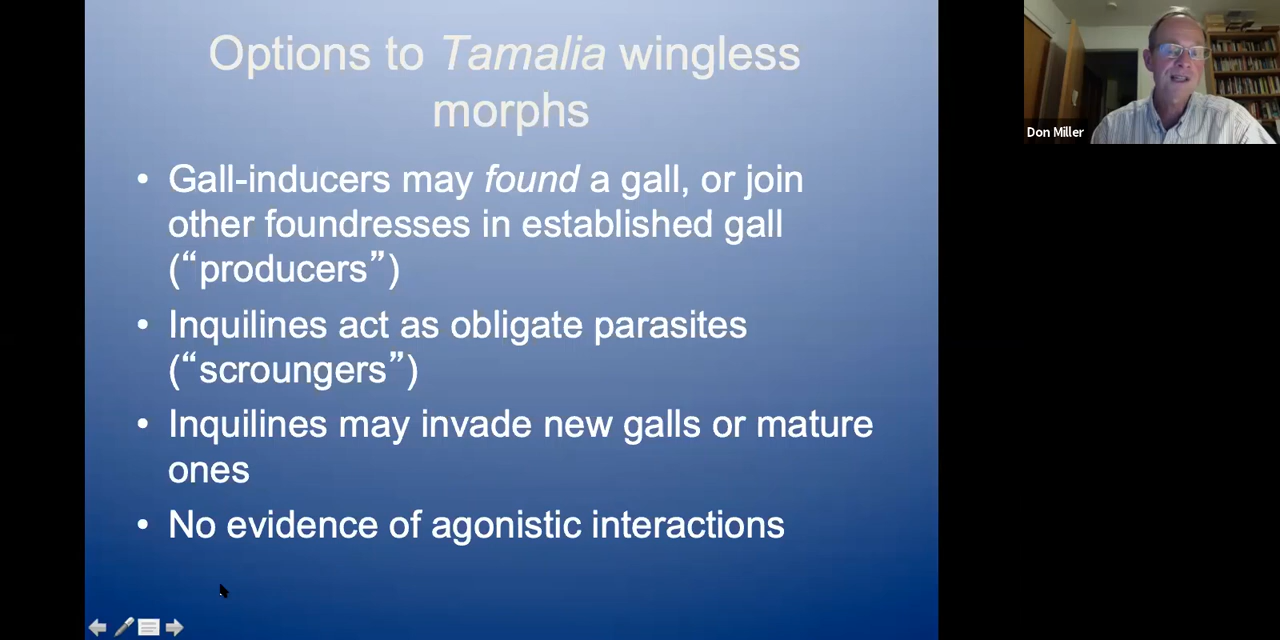 Options to Tamalia wingless
morphs
• Gall-inducers may found a gall, or join
other foundresses in established gall
(“producers”)
• Inquilines act as obligate parasites
(“scroungers”)
• Inquilines may invade new galls or mature
ones
• No evidence of agonistic interactions
Don Miller